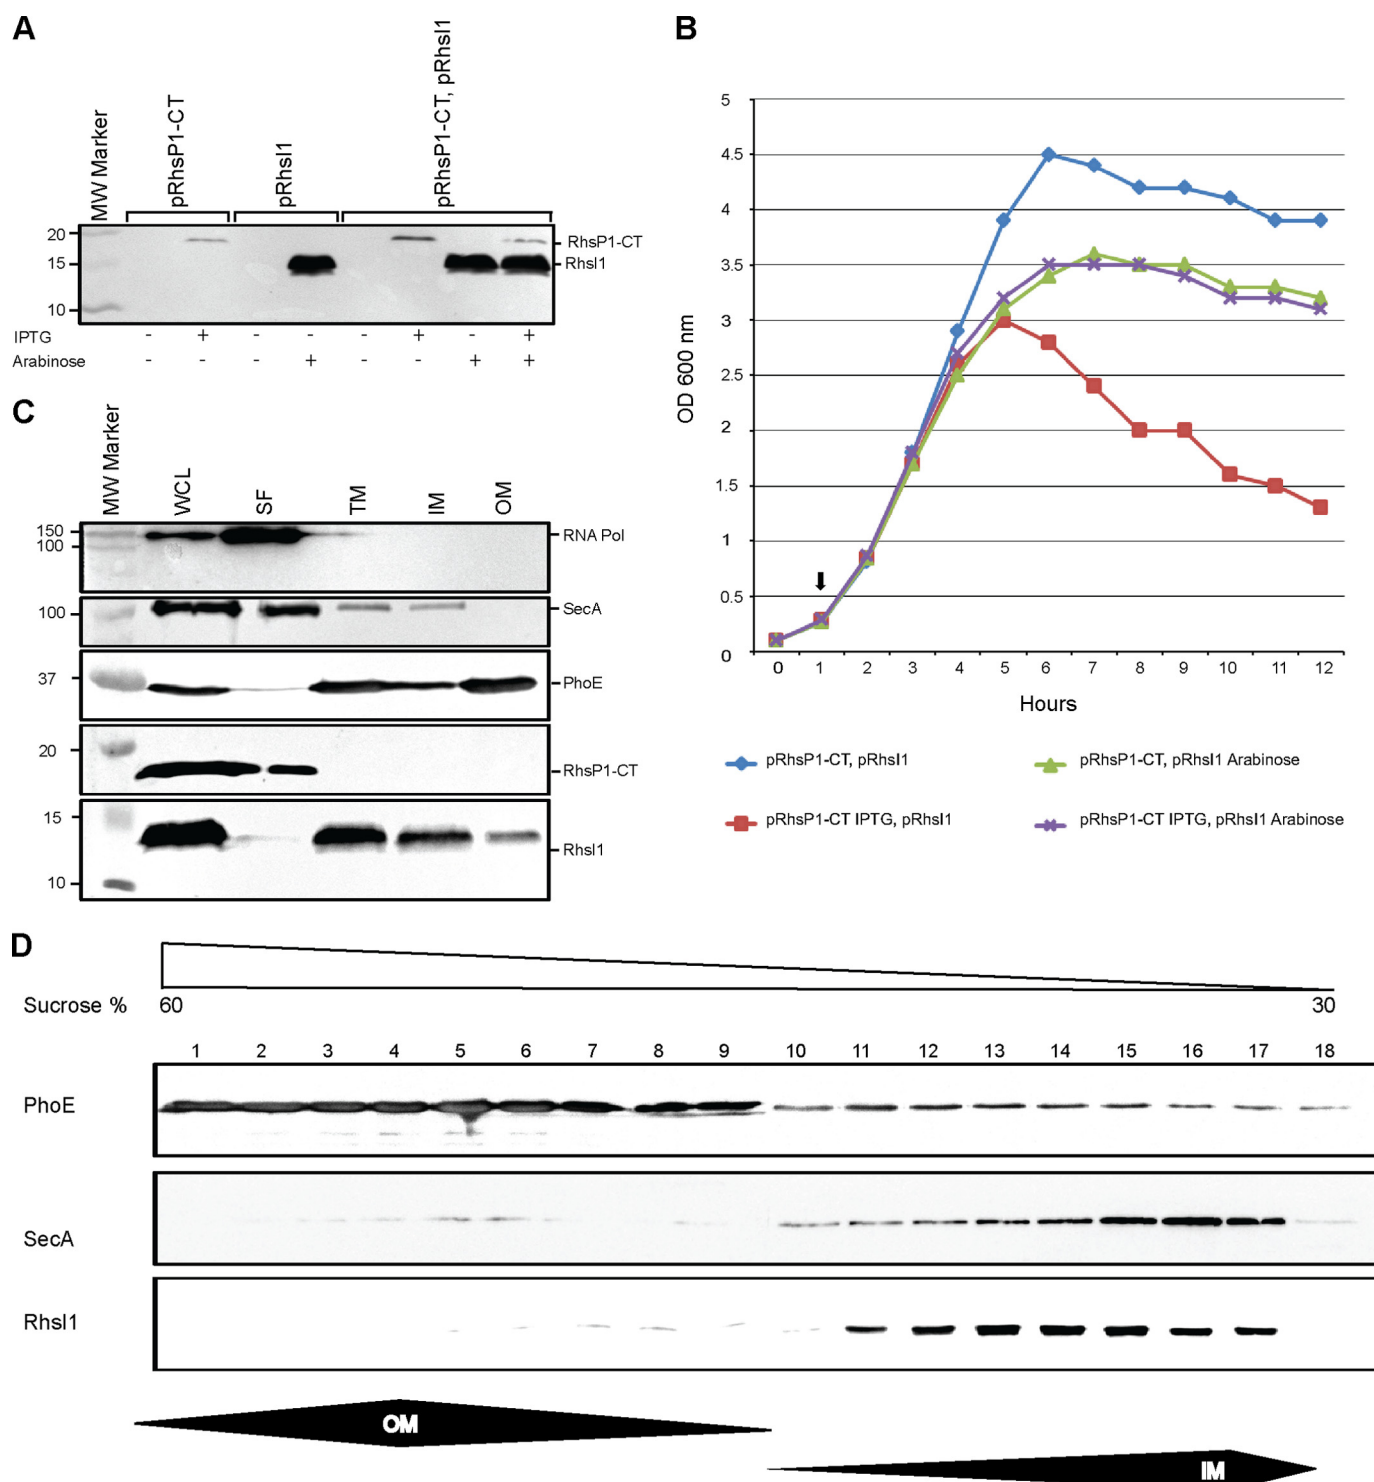 A
MW Marker
pRhsP1-CT
pRhsI1
pRhsP1-CT, pRhsI1
20
15
10
RhsP1-CT
RhsI1
IPTG - + - - - + - +
Arabinose - - - + - - + +
B
OD 600 nm
5
4.5
4
3.5
3
2.5
2
1.5
1
0.5
0
0 1 2 3 4 5 6 7 8 9 10 11 12
Hours
pRhsP1-CT, pRhsI1
pRhsP1-CT, pRhsI1 Arabinose
pRhsP1-CT IPTG, pRhsI1
pRhsP1-CT IPTG, pRhsI1 Arabinose
C
MW Marker
WCL
SF
TM
IM
OM
150
100
RNA Pol
100
SecA
37
PhoE
20
RhsP1-CT
15
10
RhsI1
D
Sucrose %
60
30
1 2 3 4 5 6 7 8 9 10 11 12 13 14 15 16 17 18
PhoE
SecA
RhsI1
OM
IM